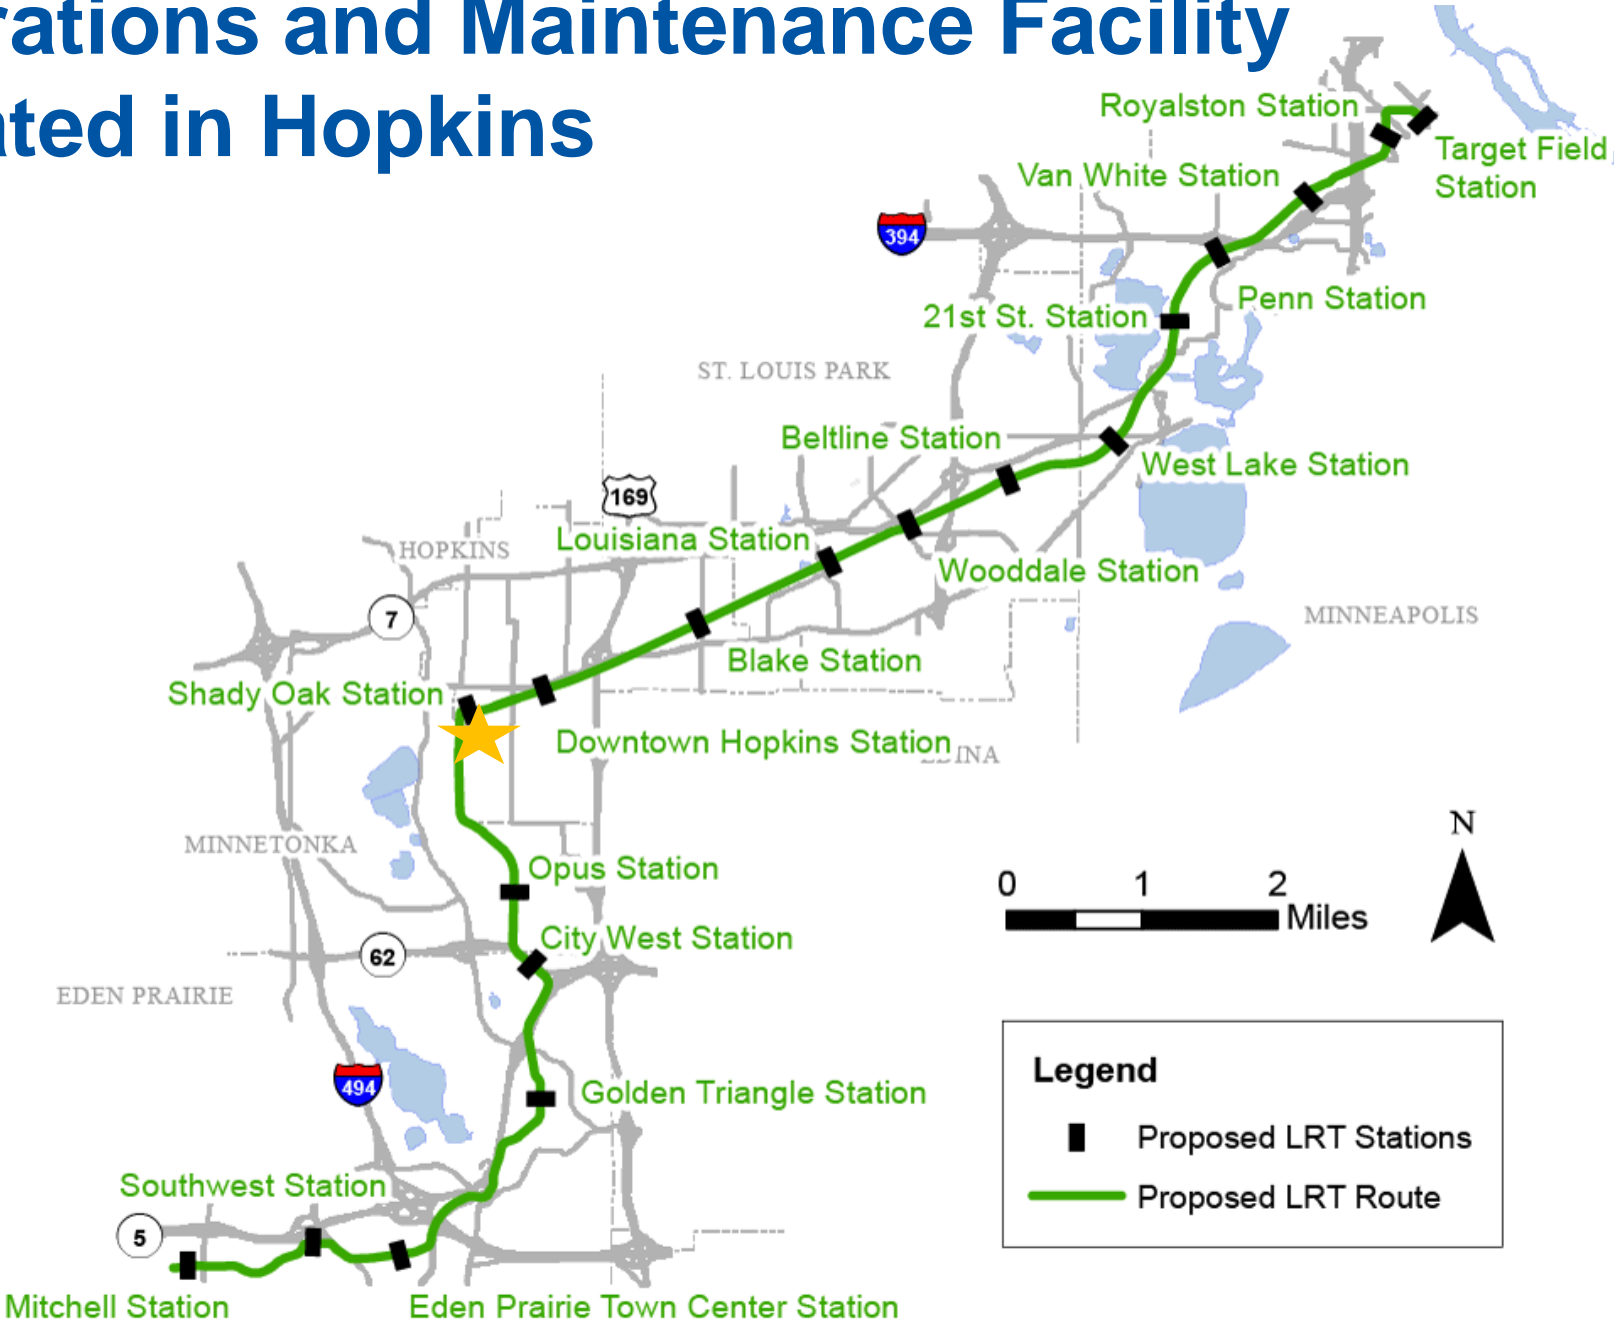 rations and Maintenance Facility
ated in Hopkins
Royalston Station
Target Field
Station
Van White Station
394
Penn Station
21st St. Station
ST. LOUIS PARK
Beltline Station
West Lake Station
169
Louisiana Station
HOPKINS
Wooddale Station
7
MINNEAPOLIS
Blake Station
Shady Oak Station
Downtown Hopkins Station
EDINA
MINNETONKA
N
Opus Station
0 1 2
Miles
City West Station
62
EDEN PRAIRIE
494
Golden Triangle Station
Legend
Proposed LRT Stations
Proposed LRT Route
Southwest Station
5
Mitchell Station
Eden Prairie Town Center Station